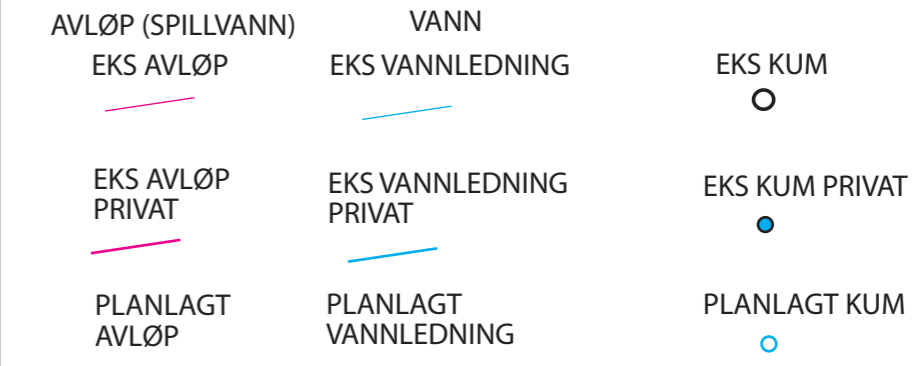 AVLØP (SPILLVANN)
VANN
EKS AVLØP
EKS VANNLEDNING
EKS KUM
EKS AVLØP
PRIVAT
EKS VANNLEDNING
PRIVAT
EKS KUM PRIVAT
PLANLAGT
AVLØP
PLANLAGT
VANNLEDNING
PLANLAGT KUM